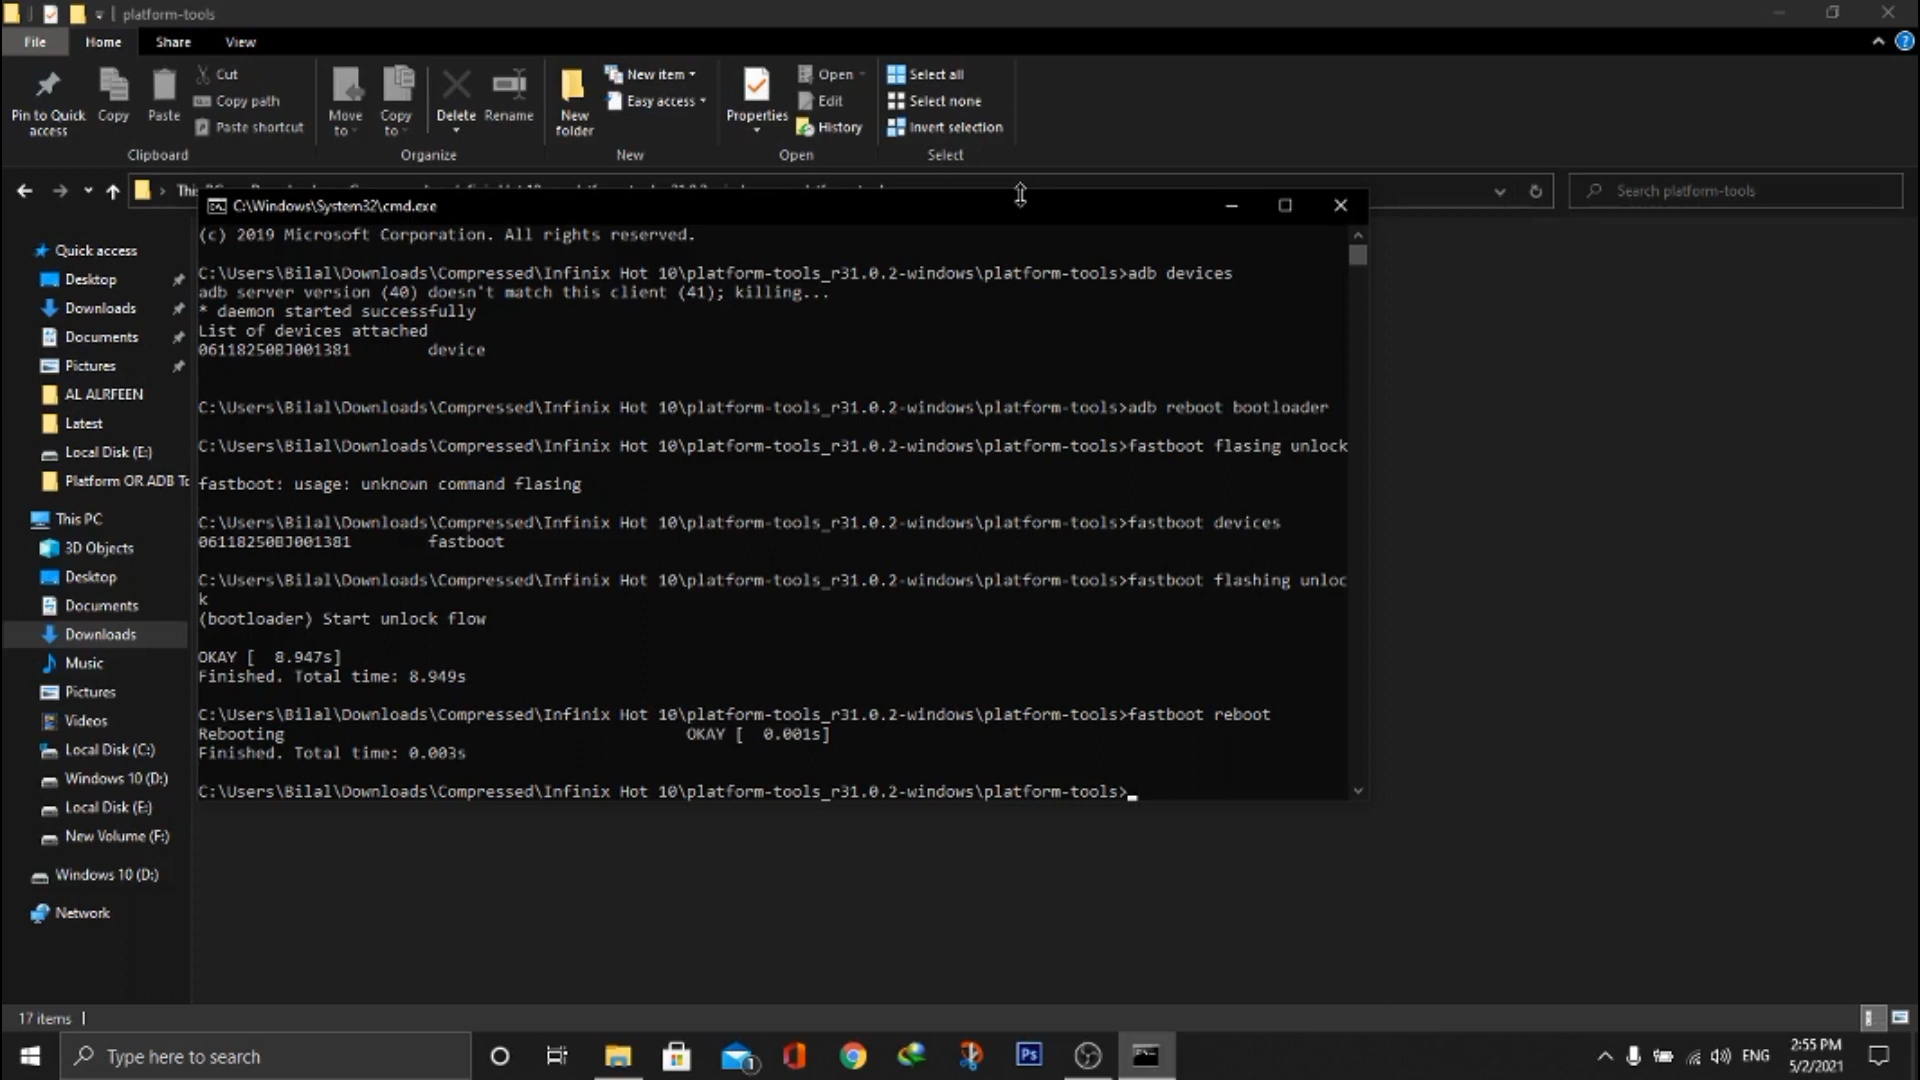 platform-tools
File Home Share View
Pin to Quick access
Copy
Paste
Cut
Copy path
Paste shortcut
Clipboard
Move to
Copy to
Delete
Rename
Organize
New folder
New item
Easy access
New
Properties
Open
Edit
History
Open
Select all
Select none
Invert selection
Select
Search platform-tools
C:\Windows\System32\cmd.exe
(c) 2019 Microsoft Corporation. All rights reserved.
C:\Users\Bilal\Downloads\Compressed\Infinix Hot 10\platform-tools_r31.0.2-windows\platform-tools>adb devices
adb server version (40) doesn't match this client (41); killing...
* daemon started successfully
List of devices attached
061182508J001381 device
C:\Users\Bilal\Downloads\Compressed\Infinix Hot 10\platform-tools_r31.0.2-windows\platform-tools>adb reboot bootloader
C:\Users\Bilal\Downloads\Compressed\Infinix Hot 10\platform-tools_r31.0.2-windows\platform-tools>fastboot flasing unlock
fastboot: usage: unknown command flasing
C:\Users\Bilal\Downloads\Compressed\Infinix Hot 10\platform-tools_r31.0.2-windows\platform-tools>fastboot devices
061182508J001381 fastboot
C:\Users\Bilal\Downloads\Compressed\Infinix Hot 10\platform-tools_r31.0.2-windows\platform-tools>fastboot flashing unloc
k
(bootloader) Start unlock flow
OKAY [ 8.947s]
Finished. Total time: 8.949s
C:\Users\Bilal\Downloads\Compressed\Infinix Hot 10\platform-tools_r31.0.2-windows\platform-tools>fastboot reboot
Rebooting OKAY [ 0.001s]
Finished. Total time: 0.003s
C:\Users\Bilal\Downloads\Compressed\Infinix Hot 10\platform-tools_r31.0.2-windows\platform-tools>
Quick access
Desktop
Downloads
Documents
Pictures
AL ALRFEEN
Latest
Local Disk (E:)
Platform OR ADB To
This PC
3D Objects
Desktop
Documents
Downloads
Music
Pictures
Videos
Local Disk (C:)
Windows 10 (D:)
Local Disk (E:)
New Volume (F:)
Windows 10 (D:)
Network
17 items
Type here to search
1
Ps
ENG
2:55 PM
5/2/2021